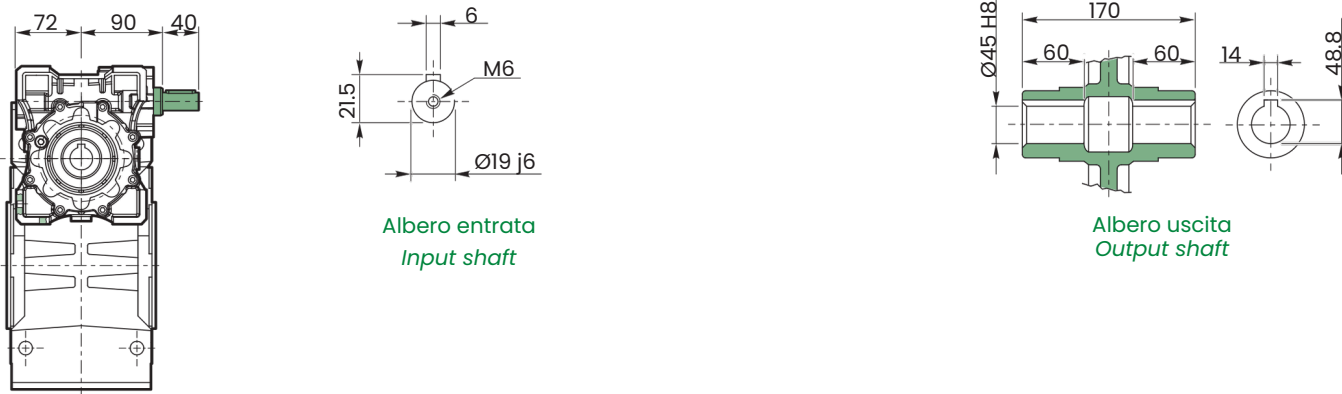 72 90 40
6
M6
21.5
Ø19 j6
Albero entrata
Input shaft
170
Ø45 H8
60 60
14
48.8
Albero uscita
Output shaft